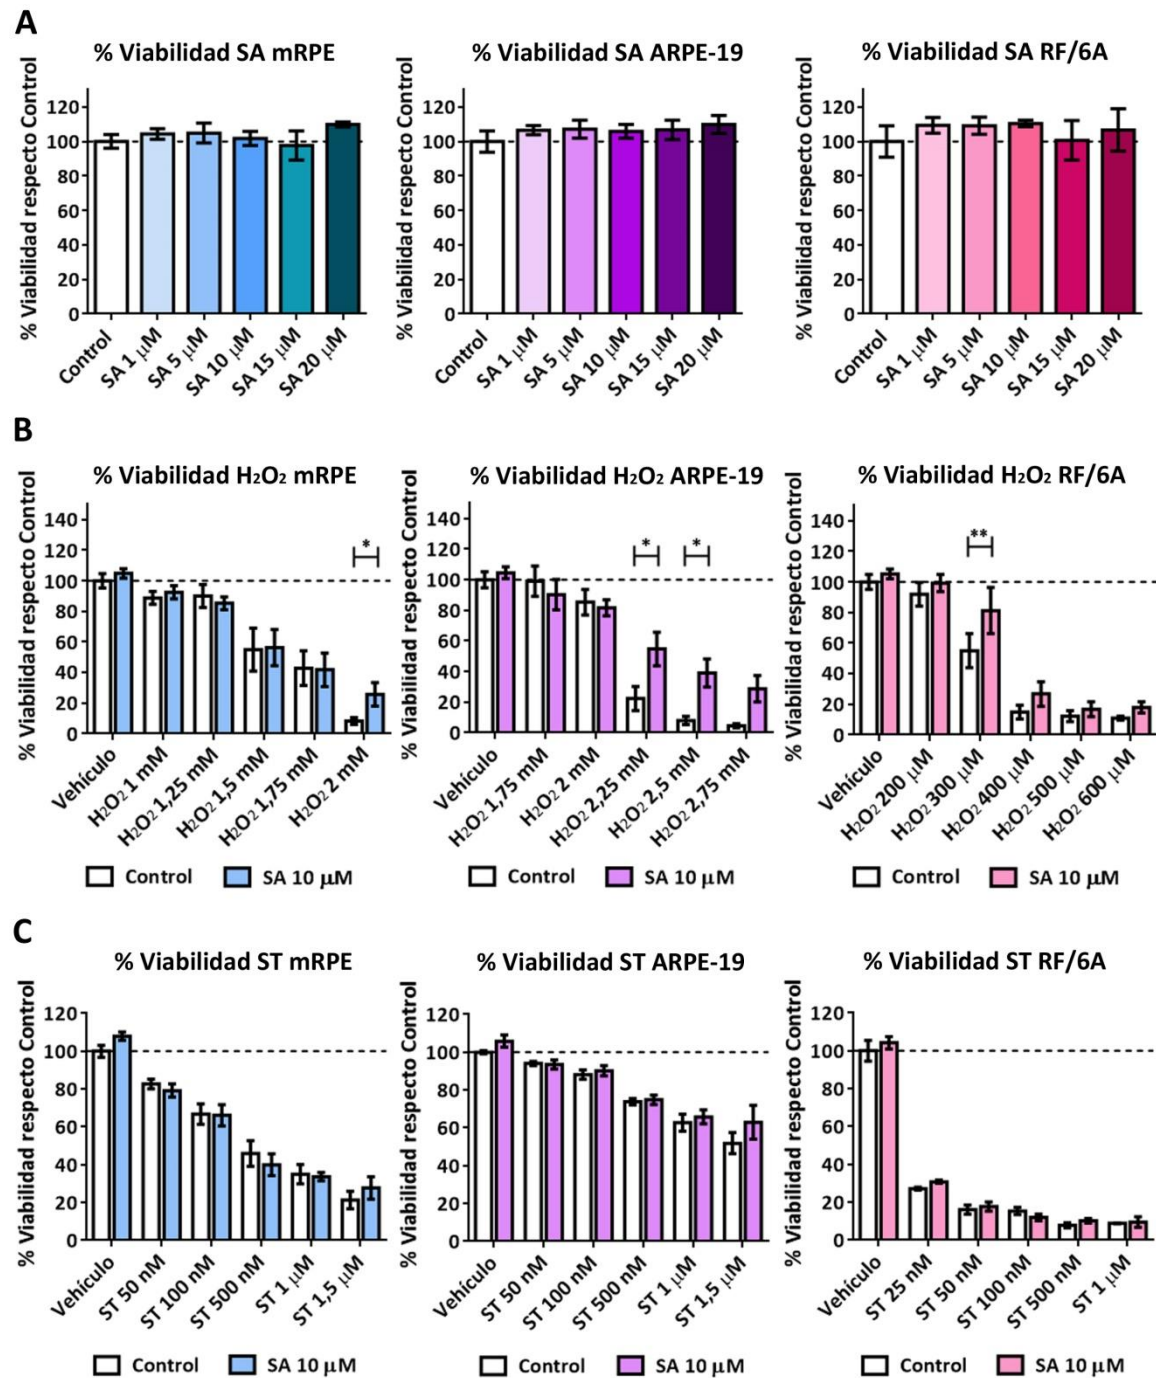 A
% Viabilidad SA mRPE
% Viabilidad respecto Control
120
100
80
60
40
20
0
Control
SA 1 μM
SA 5 μM
SA 10 μM
SA 15 μM
SA 20 μM
% Viabilidad SA ARPE-19
% Viabilidad respecto Control
120
100
80
60
40
20
0
Control
SA 1 μM
SA 5 μM
SA 10 μM
SA 15 μM
SA 20 μM
% Viabilidad SA RF/6A
% Viabilidad respecto Control
120
100
80
60
40
20
0
Control
SA 1 μM
SA 5 μM
SA 10 μM
SA 15 μM
SA 20 μM
B
% Viabilidad H₂O₂ mRPE
% Viabilidad respecto Control
140
120
100
80
60
40
20
0
*
Vehículo
H₂O₂ 1 mM
H₂O₂ 1,25 mM
H₂O₂ 1,5 mM
H₂O₂ 1,75 mM
H₂O₂ 2 mM
Control
SA 10 μM
% Viabilidad H₂O₂ ARPE-19
% Viabilidad respecto Control
140
120
100
80
60
40
20
0
*
*
Vehículo
H₂O₂ 1,75 mM
H₂O₂ 2 mM
H₂O₂ 2,25 mM
H₂O₂ 2,5 mM
H₂O₂ 2,75 mM
Control
SA 10 μM
% Viabilidad H₂O₂ RF/6A
% Viabilidad respecto Control
140
120
100
80
60
40
20
0
**
Vehículo
H₂O₂ 200 μM
H₂O₂ 300 μM
H₂O₂ 400 μM
H₂O₂ 500 μM
H₂O₂ 600 μM
Control
SA 10 μM
C
% Viabilidad ST mRPE
% Viabilidad respecto Control
120
100
80
60
40
20
0
Vehículo
ST 50 nM
ST 100 nM
ST 500 nM
ST 1 μM
ST 1,5 μM
Control
SA 10 μM
% Viabilidad ST ARPE-19
% Viabilidad respecto Control
120
100
80
60
40
20
0
Vehículo
ST 50 nM
ST 100 nM
ST 500 nM
ST 1 μM
ST 1,5 μM
Control
SA 10 μM
% Viabilidad ST RF/6A
% Viabilidad respecto Control
120
100
80
60
40
20
0
Vehículo
ST 25 nM
ST 50 nM
ST 100 nM
ST 500 nM
ST 1 μM
Control
SA 10 μM